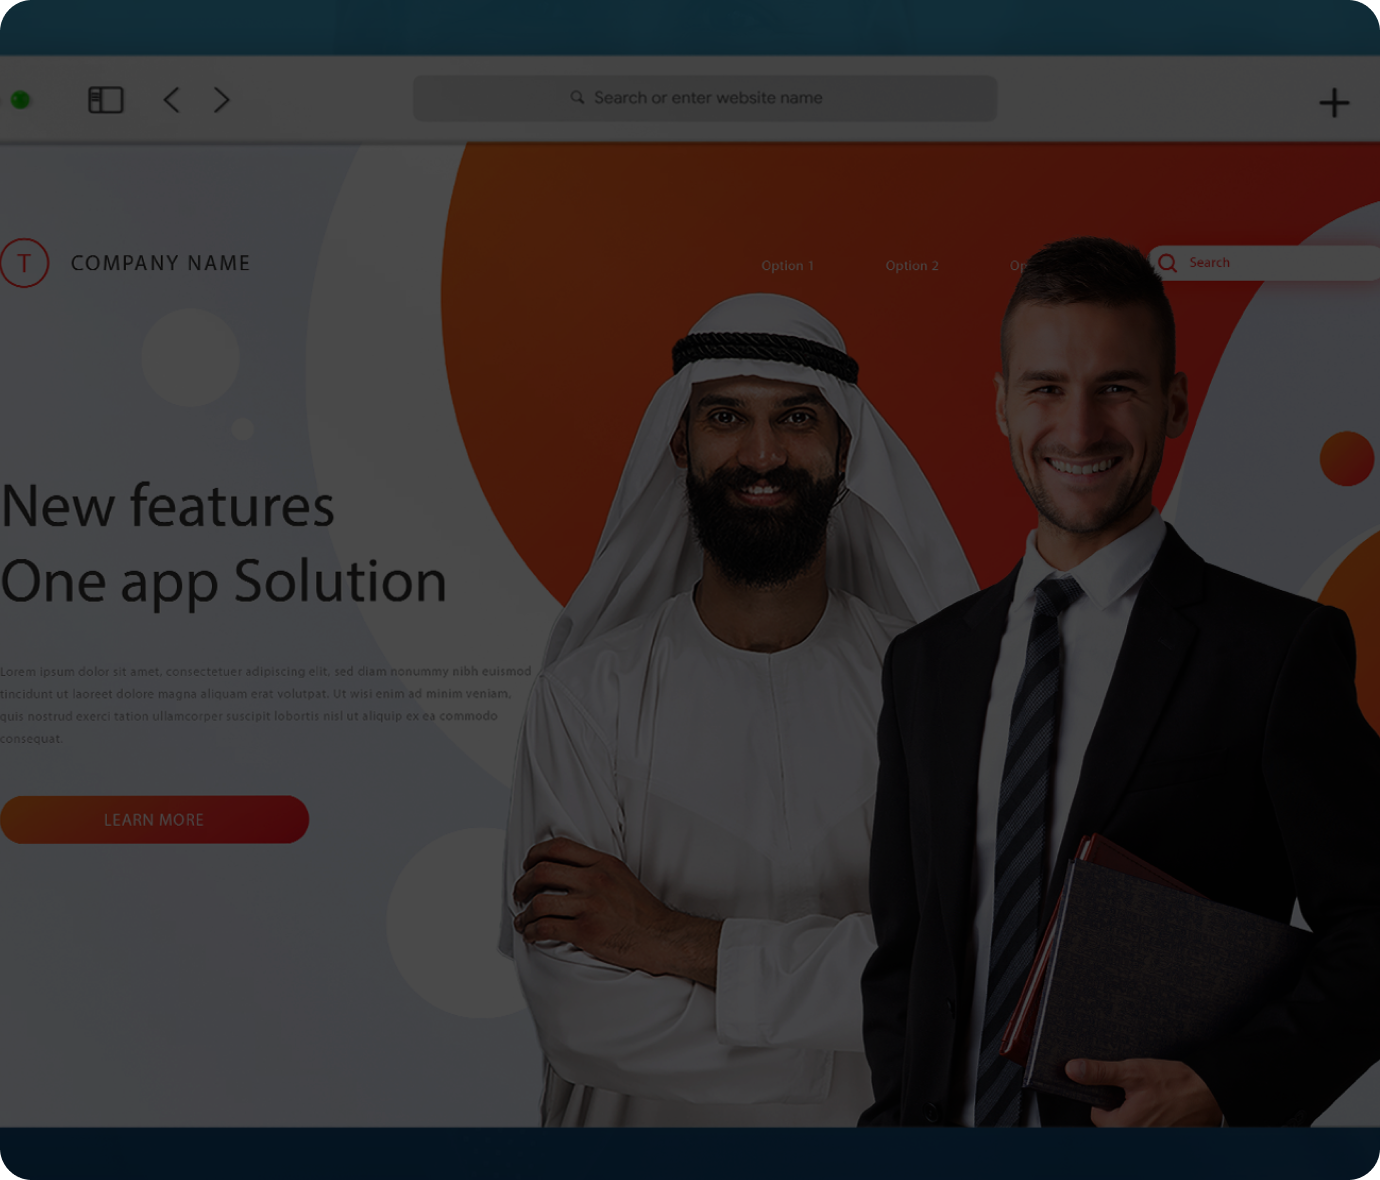 Search or enter website name
T COMPANY NAME
Option 1 Option 2 Op
Search
New features
One app Solution
Lorem ipsum dolor sit amet, consectetuer adipiscing elit, sed diam nonummy nibh euismod
tincidunt ut laoreet dolore magna aliquam erat volutpat. Ut wisi enim ad minim veniam,
quis nostrud exerci tation ullamcorper suscipit lobortis nisl ut aliquip ex ea commodo
consequat.
LEARN MORE